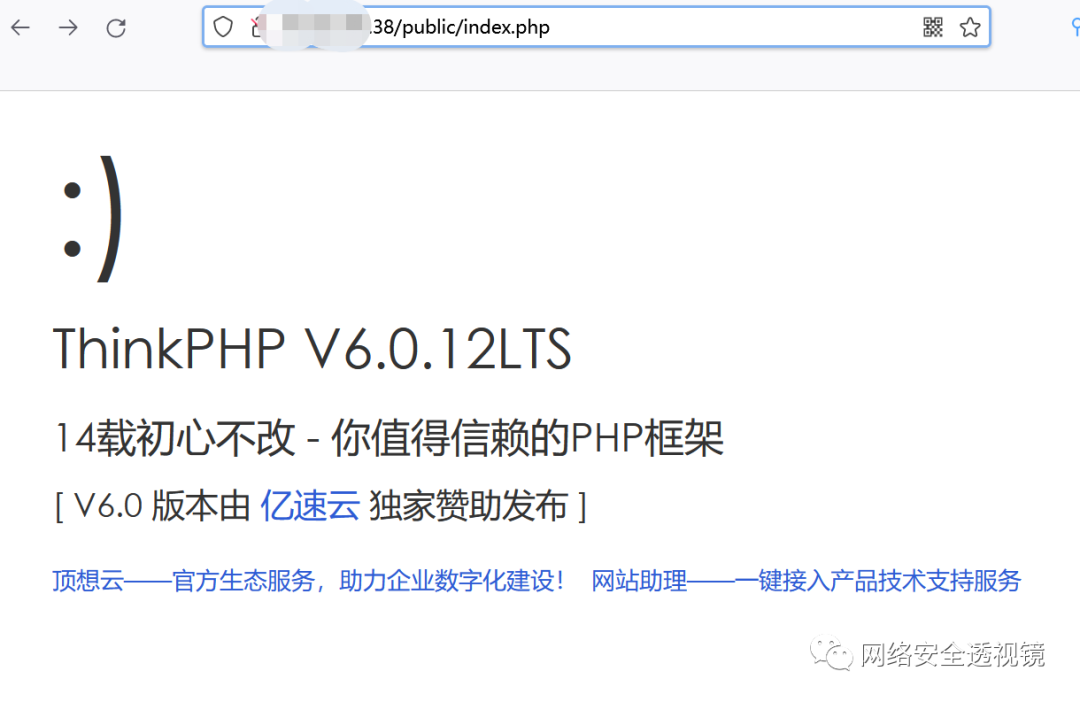 .38/public/index.php
:)
ThinkPHP V6.0.12LTS
14载初心不改 - 你值得信赖的PHP框架
[ V6.0 版本由 亿速云 独家赞助发布 ]
顶想云——官方生态服务，助力企业数字化建设！ 网站助理——一键接入产品技术支持服务
网络安全透视镜